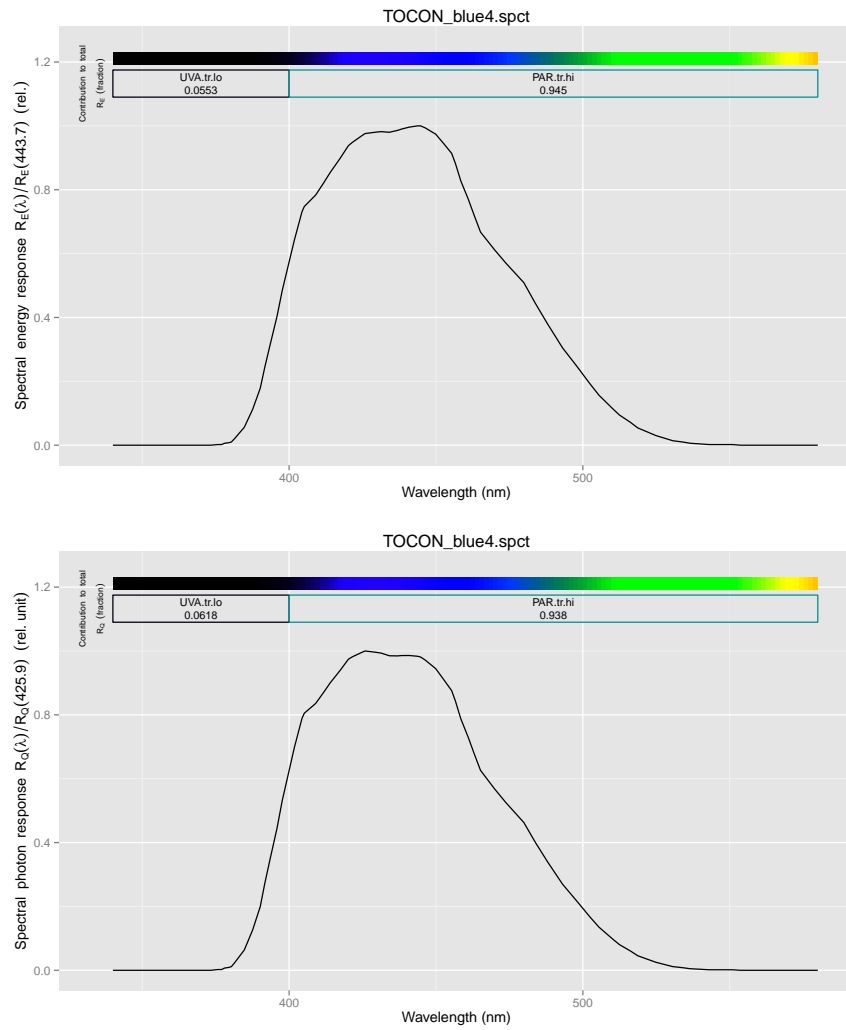 TOCON_blue4.spct
Contribution to total
R_E (fraction)
UVA.tr.lo
0.0553
PAR.tr.hi
0.945
Spectral energy response R_E(λ)/R_E(443.7) (rel.)
1.2
0.8
0.4
0.0
400
500
Wavelength (nm)
TOCON_blue4.spct
Contribution to total
R_Q (fraction)
UVA.tr.lo
0.0618
PAR.tr.hi
0.938
Spectral photon response R_Q(λ)/R_Q(425.9) (rel. unit)
1.2
0.8
0.4
0.0
400
500
Wavelength (nm)